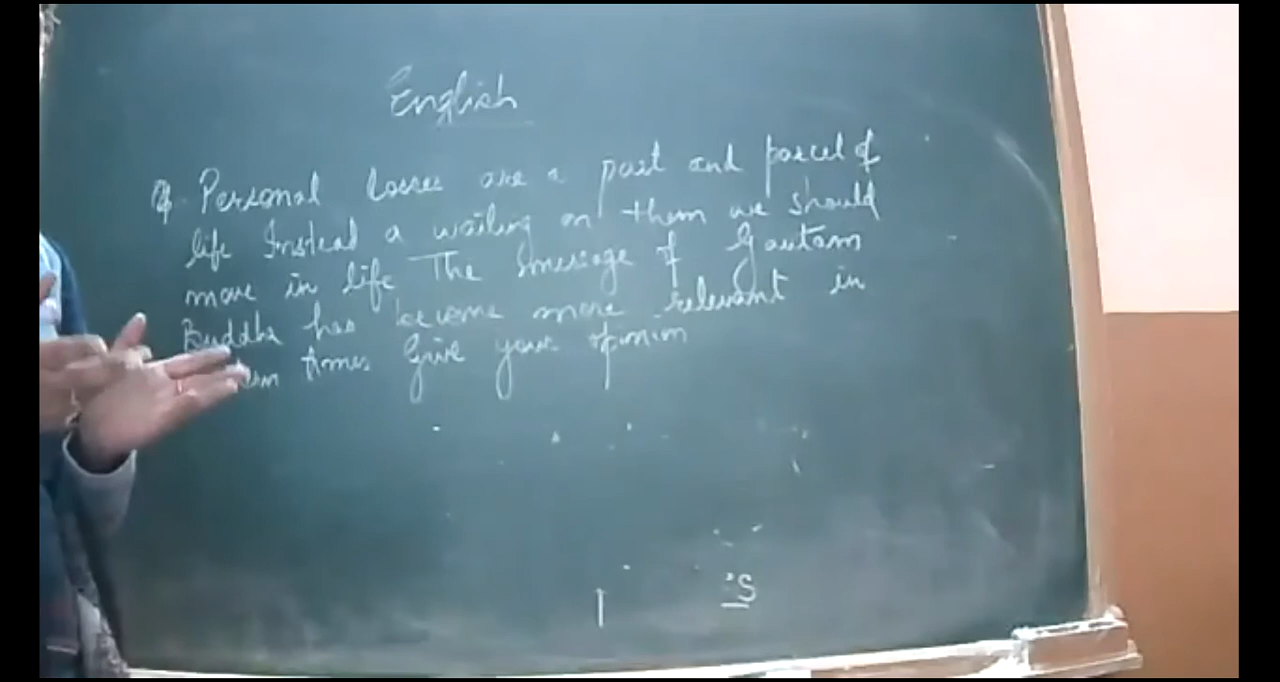 English
Q. Personal losses are a part and parcel of
life Instead a wailing on them we should
move in life The message of Gautam
Buddha has become more relevant in
times Give your opinion
S